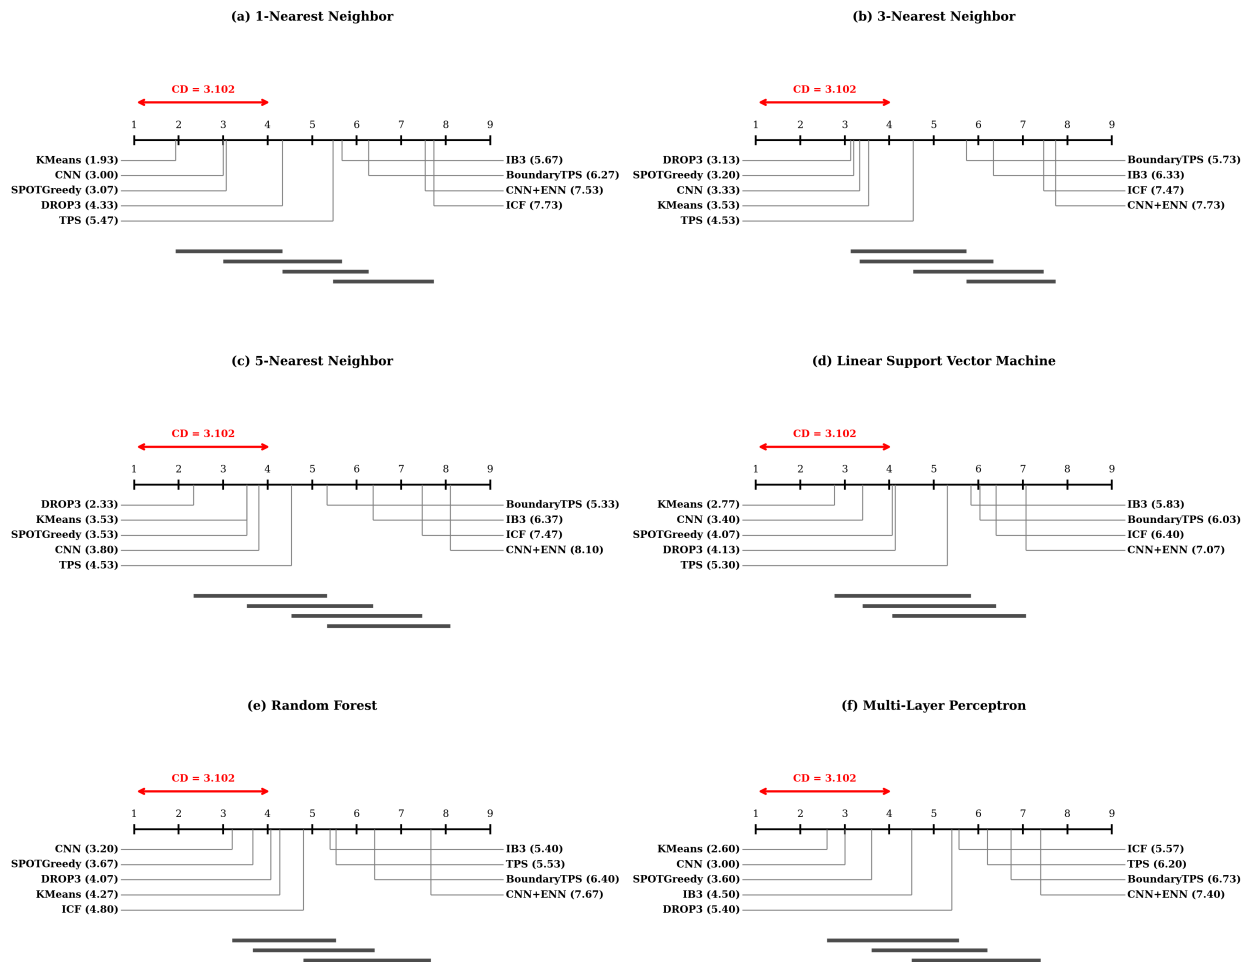 (a) 1-Nearest Neighbor
CD = 3.102
1 2 3 4 5 6 7 8 9
KMeans (1.93)
CNN (3.00)
SPOTGreedy (3.07)
DROP3 (4.33)
TPS (5.47)
IB3 (5.67)
BoundaryTPS (6.27)
CNN+ENN (7.53)
ICF (7.73)
(b) 3-Nearest Neighbor
CD = 3.102
1 2 3 4 5 6 7 8 9
DROP3 (3.13)
SPOTGreedy (3.20)
CNN (3.33)
KMeans (3.53)
TPS (4.53)
BoundaryTPS (5.73)
IB3 (6.33)
ICF (7.47)
CNN+ENN (7.73)
(c) 5-Nearest Neighbor
CD = 3.102
1 2 3 4 5 6 7 8 9
DROP3 (2.33)
KMeans (3.53)
SPOTGreedy (3.53)
CNN (3.80)
TPS (4.53)
BoundaryTPS (5.33)
IB3 (6.37)
ICF (7.47)
CNN+ENN (8.10)
(d) Linear Support Vector Machine
CD = 3.102
1 2 3 4 5 6 7 8 9
KMeans (2.77)
CNN (3.40)
SPOTGreedy (4.07)
DROP3 (4.13)
TPS (5.30)
IB3 (5.83)
BoundaryTPS (6.03)
ICF (6.40)
CNN+ENN (7.07)
(e) Random Forest
CD = 3.102
1 2 3 4 5 6 7 8 9
CNN (3.20)
SPOTGreedy (3.67)
DROP3 (4.07)
KMeans (4.27)
ICF (4.80)
IB3 (5.40)
TPS (5.53)
BoundaryTPS (6.40)
CNN+ENN (7.67)
(f) Multi-Layer Perceptron
CD = 3.102
1 2 3 4 5 6 7 8 9
KMeans (2.60)
CNN (3.00)
SPOTGreedy (3.60)
IB3 (4.50)
DROP3 (5.40)
ICF (5.57)
TPS (6.20)
BoundaryTPS (6.73)
CNN+ENN (7.40)